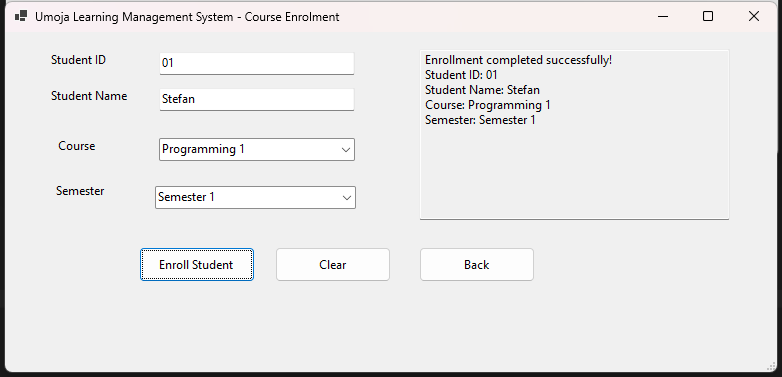 Umoja Learning Management System - Course Enrolment
Student ID
01
Student Name
Stefan
Course
Programming 1
Semester
Semester 1
Enrollment completed successfully!
Student ID: 01
Student Name: Stefan
Course: Programming 1
Semester: Semester 1
Enroll Student
Clear
Back